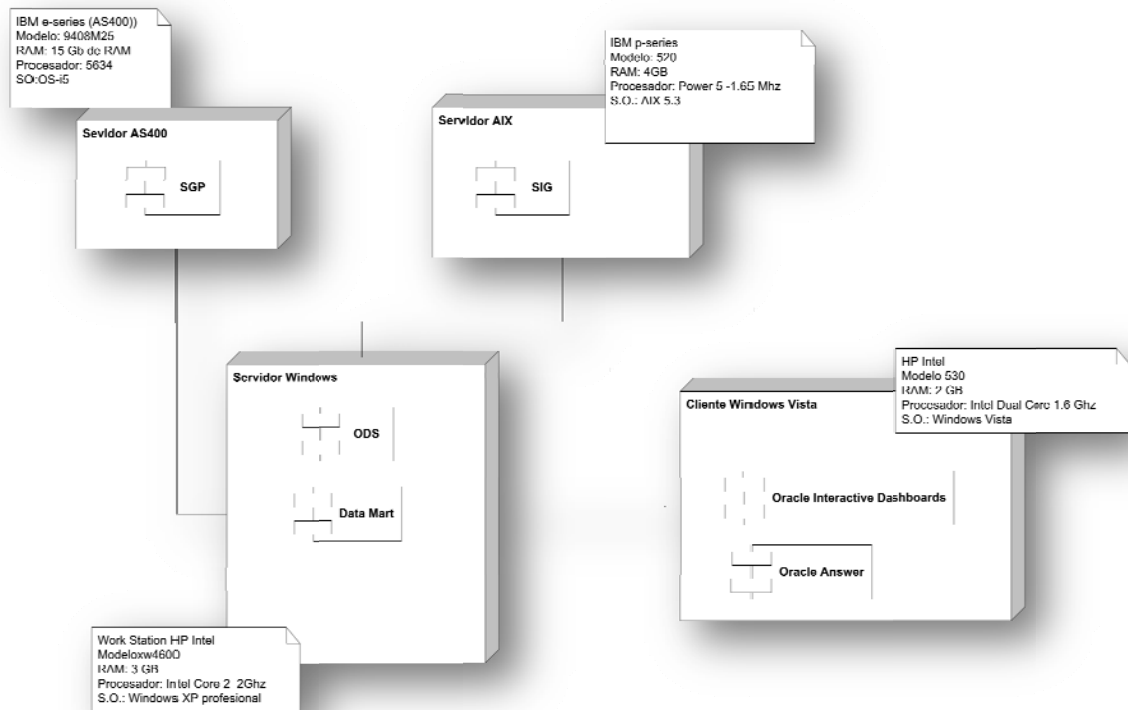 IBM e-series (AS400))
Modelo: 9408M25
RAM: 15 Gb de RAM
Procesador: 5634
SO:OS-i5
Sevidor AS400
SGP
IBM p-series
Modelo: 520
RAM: 4GB
Procesador: Power 5 -1.65 Mhz
S.O.: AIX 5.3
Servidor AIX
SIG
Servidor Windows
ODS
Data Mart
Work Station HP Intel
Modeloxw4600
RAM: 3 GB
Procesador: Intel Core 2 2Ghz
S.O.: Windows XP profesional
HP Intel
Modelo 530
RAM: 2 GB
Procesador: Intel Dual Core 1.6 Ghz
S.O.: Windows Vista
Cliente Windows Vista
Oracle Interactive Dashboards
Oracle Answer